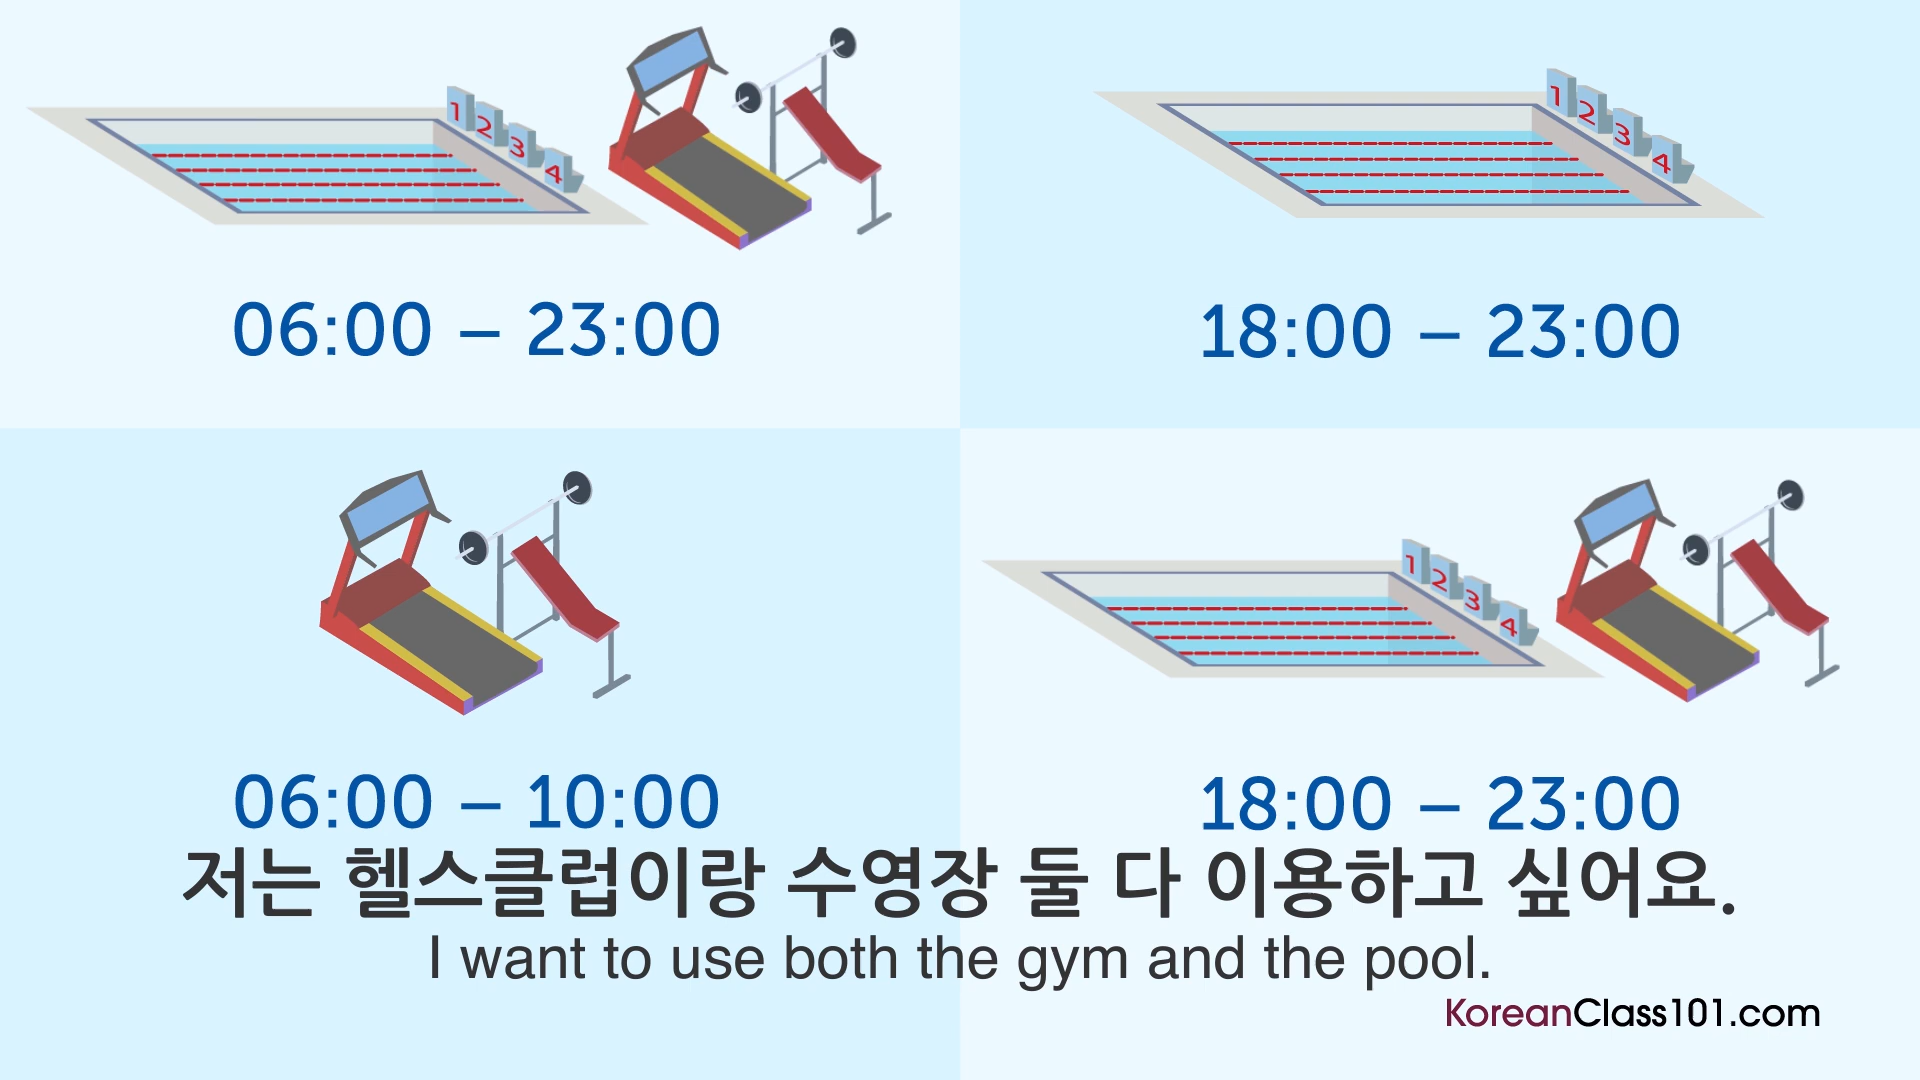 1 2 3 4
1 2 3 4
06:00 – 23:00
18:00 – 23:00
1 2 3 4
06:00 – 10:00
18:00 – 23:00
저는 헬스클럽이랑 수영장 둘 다 이용하고 싶어요.
I want to use both the gym and the pool.
KoreanClass101.com